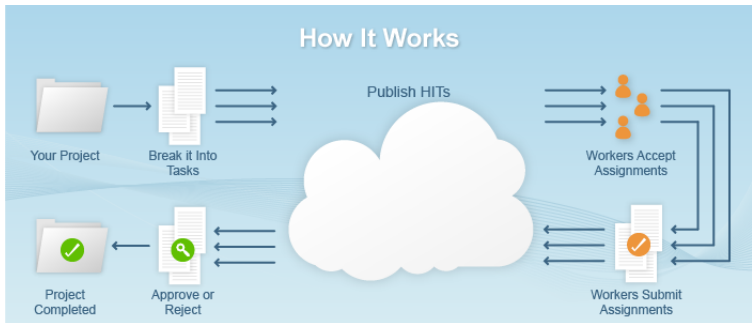 How It Works
Publish HITs
Your Project
Break it Into
Tasks
Workers Accept
Assignments
Project
Completed
Approve or
Reject
Workers Submit
Assignments